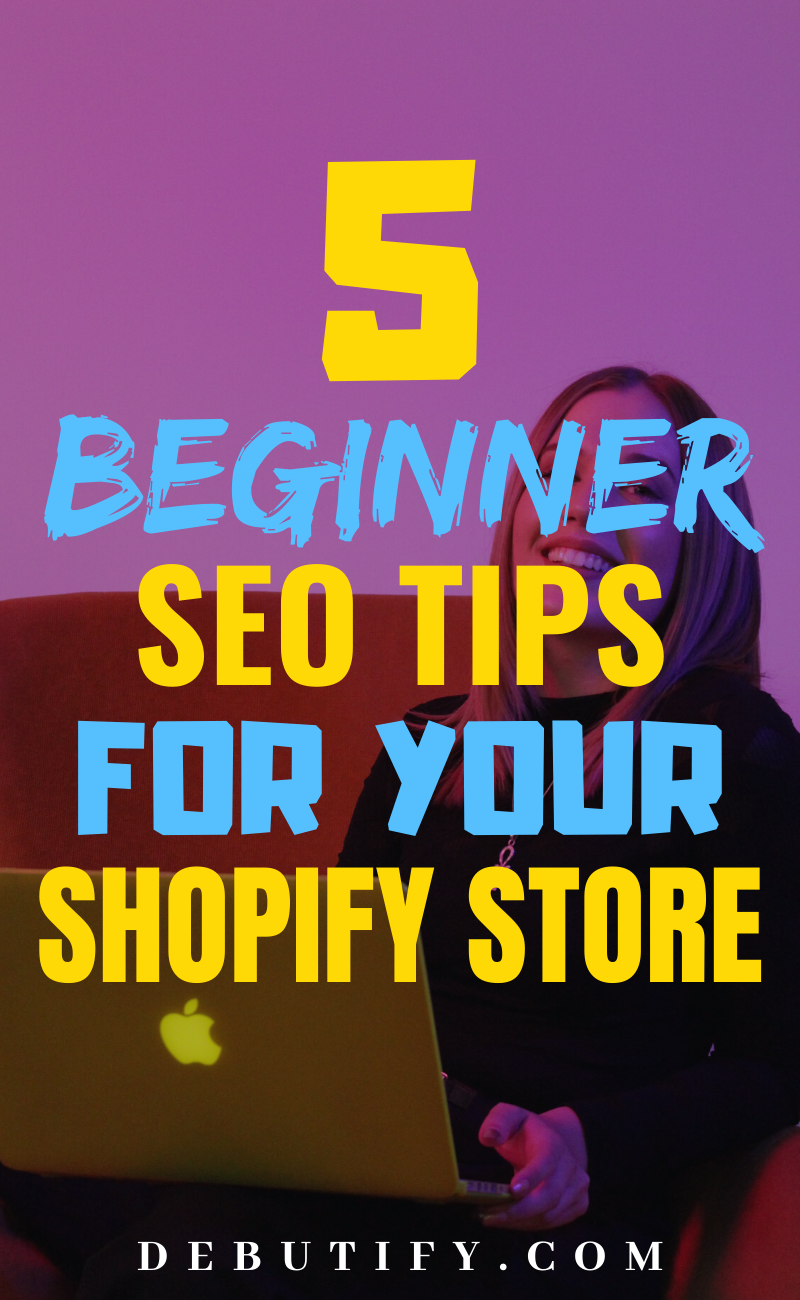 5
BEGINNER
SEO TIPS
FOR YOUR
SHOPIFY STORE
DEBUTIFY.COM